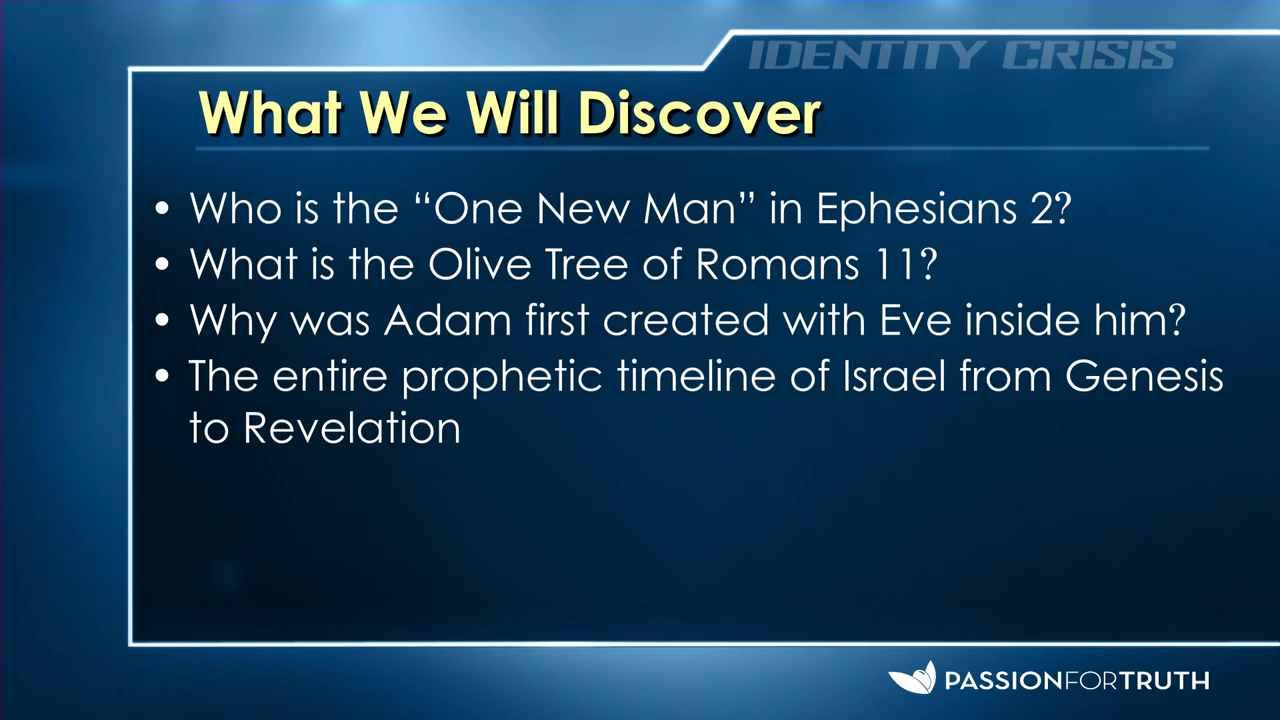 IDENTITY CRISIS
What We Will Discover
• Who is the “One New Man” in Ephesians 2?
• What is the Olive Tree of Romans 11?
• Why was Adam first created with Eve inside him?
• The entire prophetic timeline of Israel from Genesis
to Revelation
PASSIONFORTRUTH